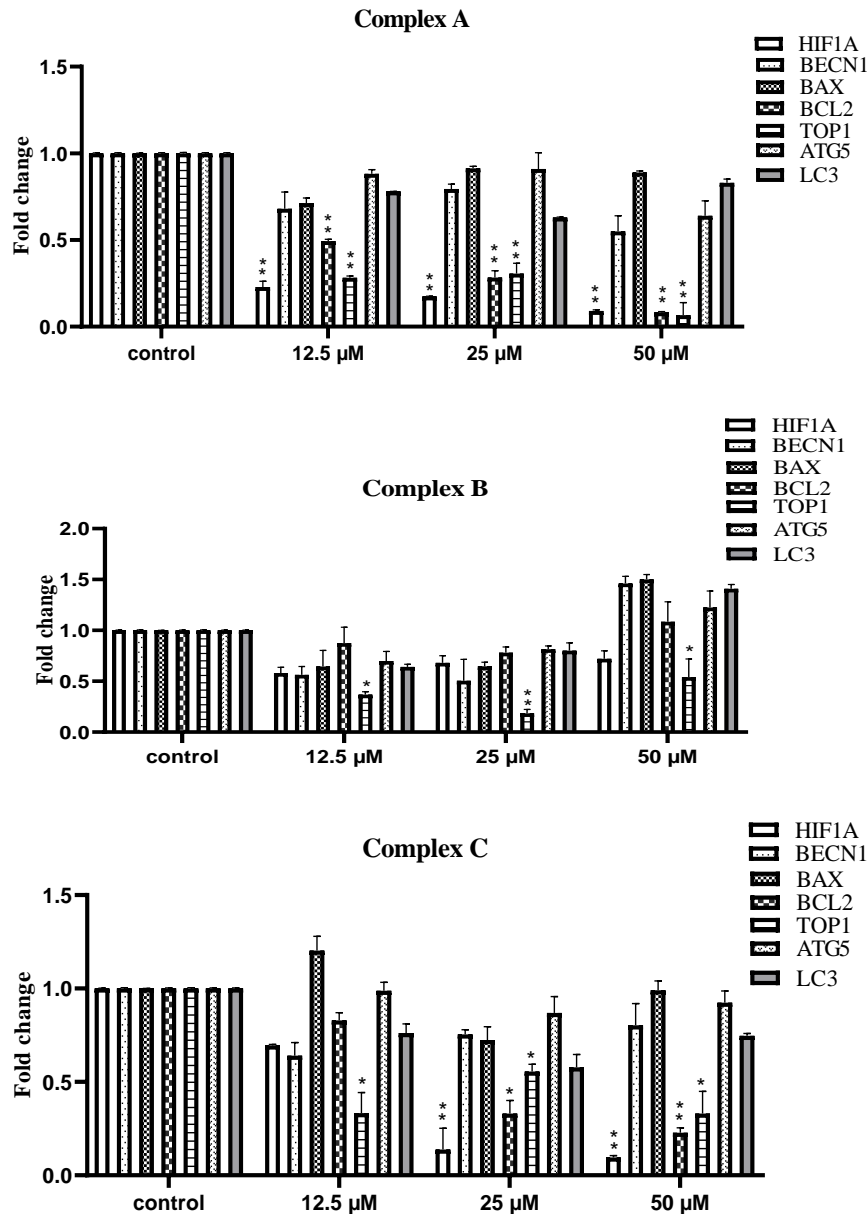 Complex A
HIF1A
BECN1
BAX
BCL2
TOP1
ATG5
LC3
Fold change
1.5
1.0
0.5
0.0
**
**
**
**
**
**
**
**
**
control
12.5 µM
25 µM
50 µM
Complex B
HIF1A
BECN1
BAX
BCL2
TOP1
ATG5
LC3
Fold change
2.0
1.5
1.0
0.5
0.0
*
**
*
control
12.5 µM
25 µM
50 µM
Complex C
HIF1A
BECN1
BAX
BCL2
TOP1
ATG5
LC3
Fold change
1.5
1.0
0.5
0.0
*
**
*
*
**
**
*
control
12.5 µM
25 µM
50 µM